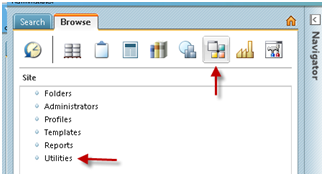 Search Browse
Navigator
Site
Folders
Administrators
Profiles
Templates
Reports
Utilities